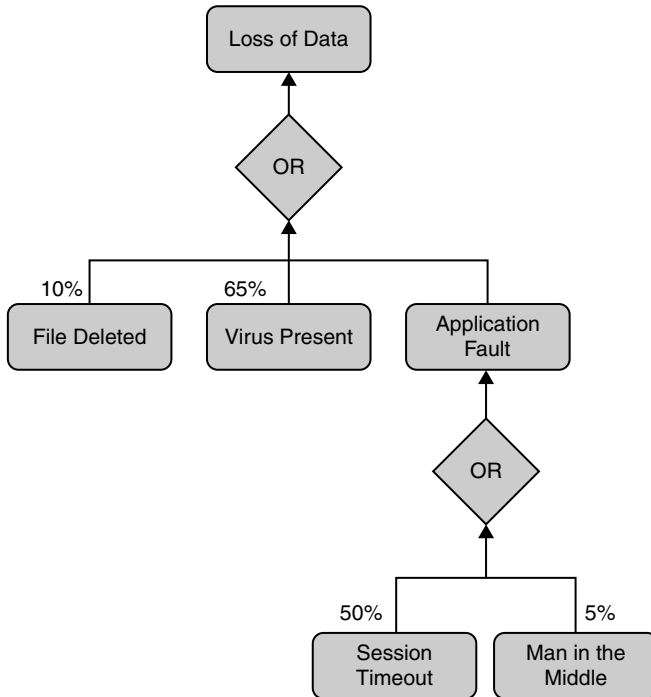 Loss of Data
OR
10%
65%
File Deleted
Virus Present
Application
Fault
OR
50%
5%
Session
Timeout
Man in the
Middle